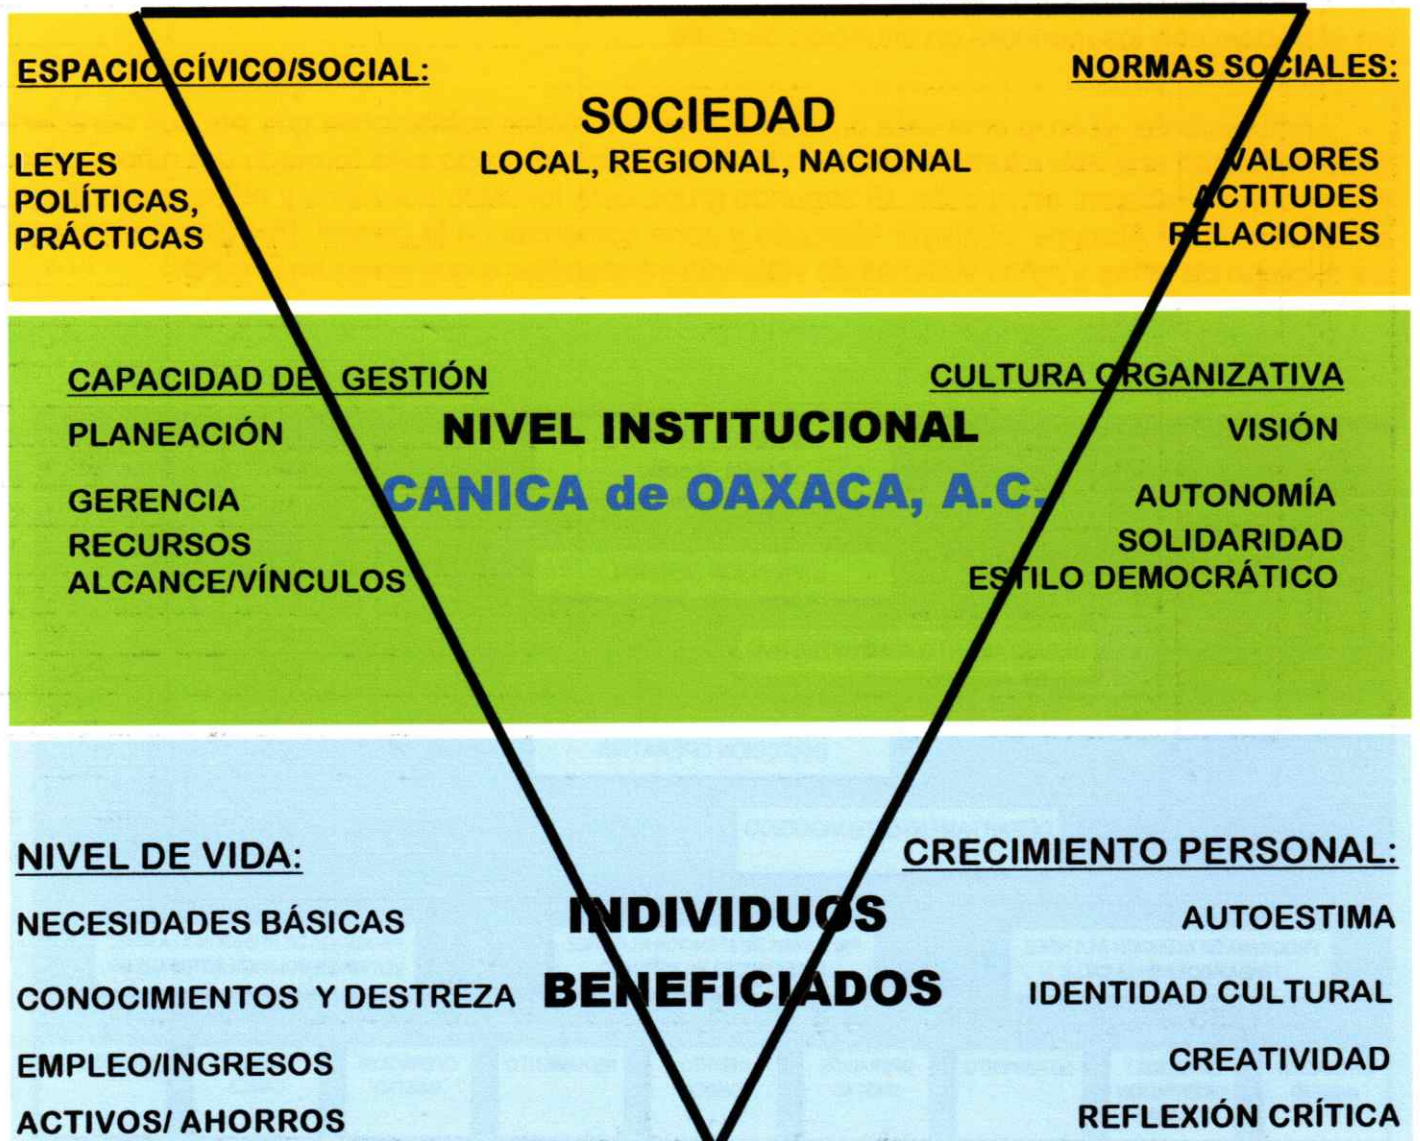 ESPACIO CÍVICO/SOCIAL:
NORMAS SOCIALES:
SOCIEDAD
LOCAL, REGIONAL, NACIONAL
LEYES
POLÍTICAS,
PRÁCTICAS
VALORES
ACTITUDES
RELACIONES
CAPACIDAD DE GESTIÓN
CULTURA ORGANIZATIVA
PLANEACIÓN
NIVEL INSTITUCIONAL
VISIÓN
GERENCIA
CANICA de OAXACA, A.C.
AUTONOMÍA
RECURSOS
SOLIDARIDAD
ALCANCE/VÍNCULOS
ESTILO DEMOCRÁTICO
NIVEL DE VIDA:
CRECIMIENTO PERSONAL:
NECESIDADES BÁSICAS
INDIVIDUOS
AUTOESTIMA
CONOCIMIENTOS Y DESTREZA
BENEFICIADOS
IDENTIDAD CULTURAL
EMPLEO/INGRESOS
CREATIVIDAD
ACTIVOS/ AHORROS
REFLEXIÓN CRÍTICA